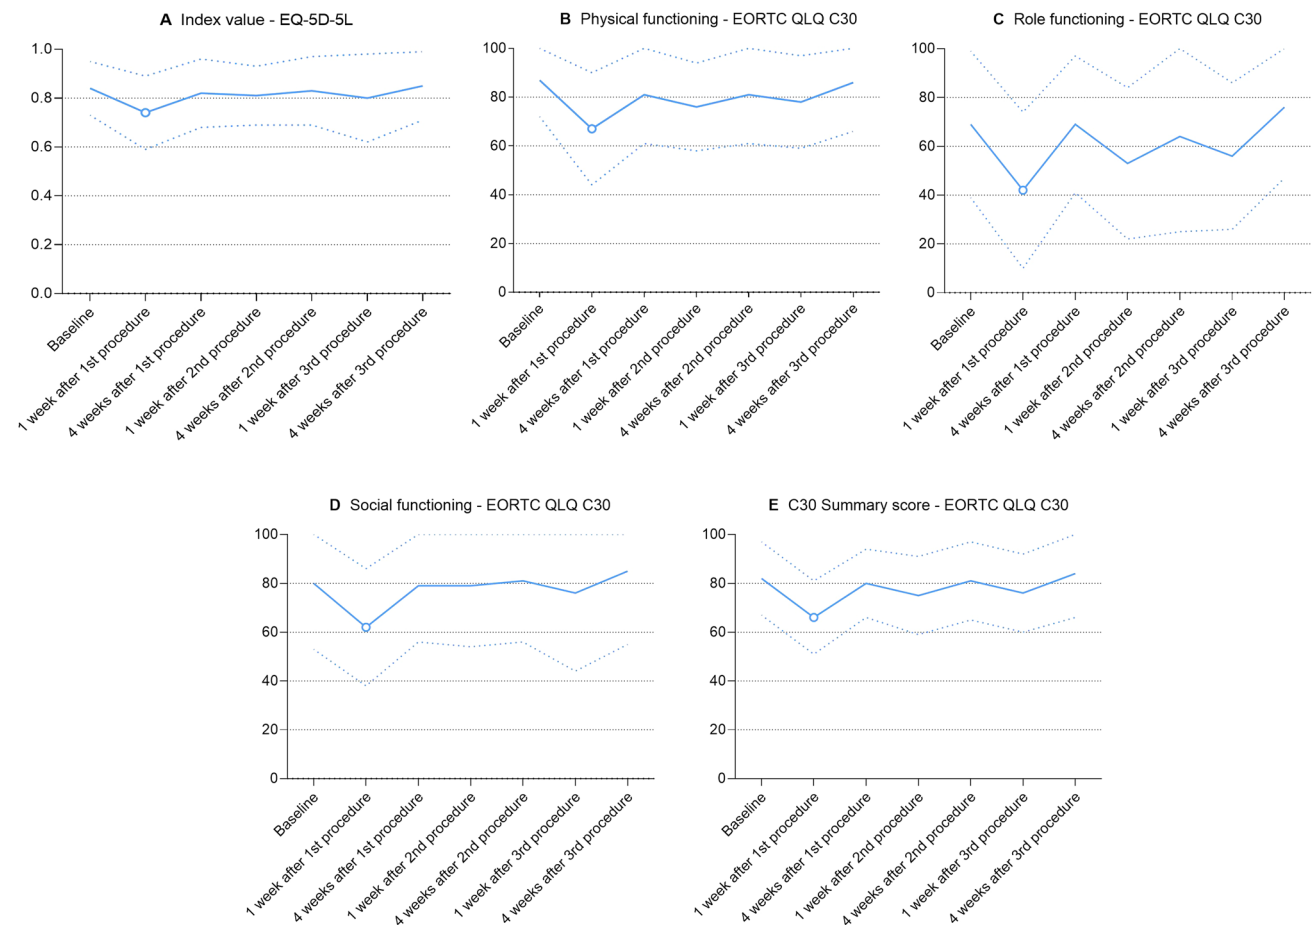 A Index value - EQ-5D-5L
1.0
0.8
0.6
0.4
0.2
0.0
Baseline
1 week after 1st procedure
4 weeks after 1st procedure
1 week after 2nd procedure
4 weeks after 2nd procedure
1 week after 3rd procedure
4 weeks after 3rd procedure
B Physical functioning - EORTC QLQ C30
100
80
60
40
20
0
Baseline
1 week after 1st procedure
4 weeks after 1st procedure
1 week after 2nd procedure
4 weeks after 2nd procedure
1 week after 3rd procedure
4 weeks after 3rd procedure
C Role functioning - EORTC QLQ C30
100
80
60
40
20
0
Baseline
1 week after 1st procedure
4 weeks after 1st procedure
1 week after 2nd procedure
4 weeks after 2nd procedure
1 week after 3rd procedure
4 weeks after 3rd procedure
D Social functioning - EORTC QLQ C30
100
80
60
40
20
0
Baseline
1 week after 1st procedure
4 weeks after 1st procedure
1 week after 2nd procedure
4 weeks after 2nd procedure
1 week after 3rd procedure
4 weeks after 3rd procedure
E C30 Summary score - EORTC QLQ C30
100
80
60
40
20
0
Baseline
1 week after 1st procedure
4 weeks after 1st procedure
1 week after 2nd procedure
4 weeks after 2nd procedure
1 week after 3rd procedure
4 weeks after 3rd procedure